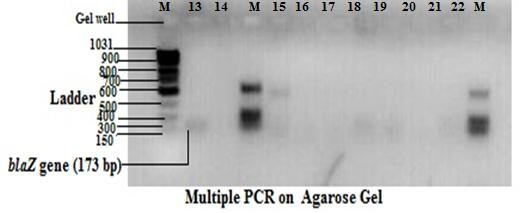 M 13 14 M 15 16 17 18 19 20 21 22 M
Gel well
1031
900
800
700
600
500
400
300
150
Ladder
blaZ gene (173 bp)
Multiple PCR on Agarose Gel